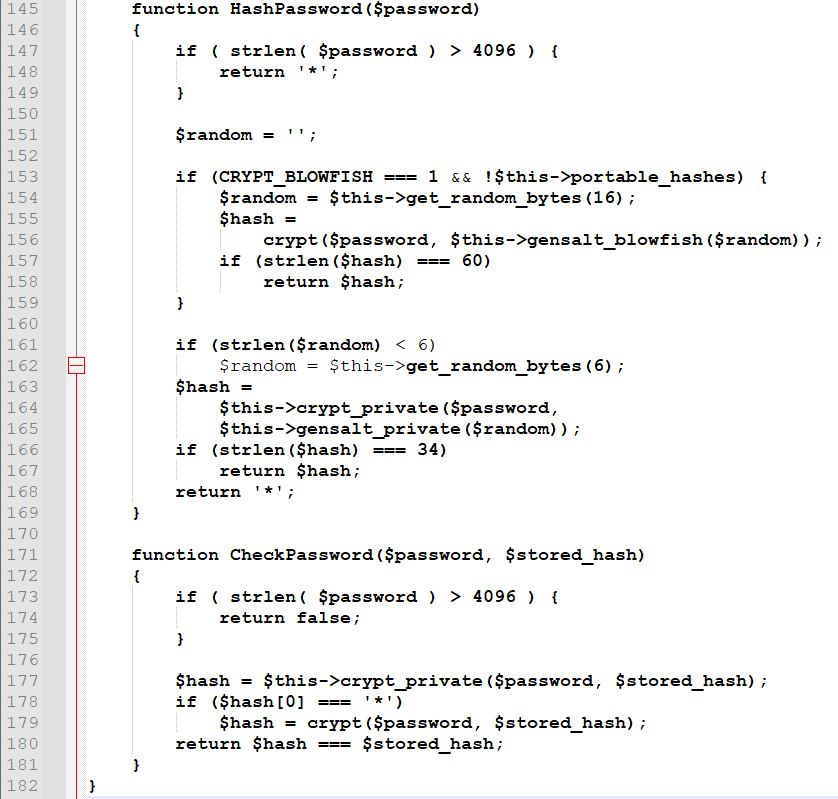 145 function HashPassword($password)
146 {
147 if ( strlen( $password ) > 4096 ) {
148 return '*';
149 }
150
151 $random = '';
152
153 if (CRYPT_BLOWFISH === 1 && !$this->portable_hashes) {
154 $random = $this->get_random_bytes(16);
155 $hash =
156 crypt($password, $this->gensalt_blowfish($random));
157 if (strlen($hash) === 60)
158 return $hash;
159 }
160
161 if (strlen($random) < 6)
162 $random = $this->get_random_bytes(6);
163 $hash =
164 $this->crypt_private($password,
165 $this->gensalt_private($random));
166 if (strlen($hash) === 34)
167 return $hash;
168 return '*';
169 }
170
171 function CheckPassword($password, $stored_hash)
172 {
173 if ( strlen( $password ) > 4096 ) {
174 return false;
175 }
176
177 $hash = $this->crypt_private($password, $stored_hash);
178 if ($hash[0] === '*')
179 $hash = crypt($password, $stored_hash);
180 return $hash === $stored_hash;
181 }
182 }